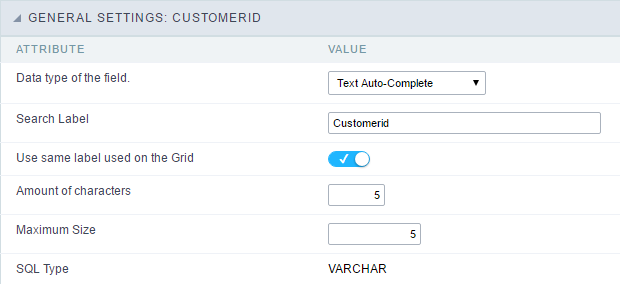 GENERAL SETTINGS: CUSTOMERID
ATTRIBUTE VALUE
Data type of the field. Text Auto-Complete
Search Label Customerid
Use same label used on the Grid
Amount of characters 5
Maximum Size 5
SQL Type VARCHAR